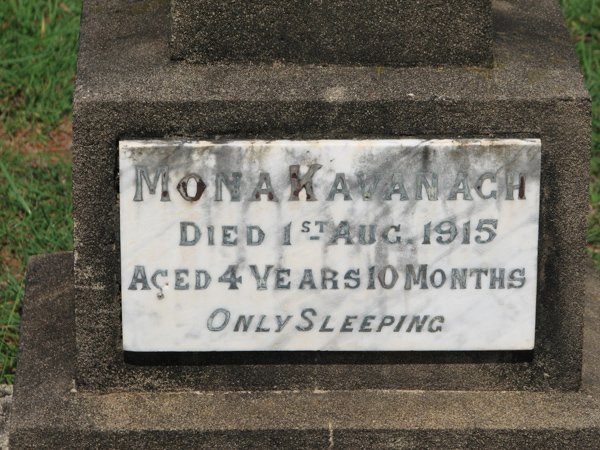 Mona Kavanagh
Died 1st Aug. 1915
Aged 4 Years 10 Months
Only Sleeping